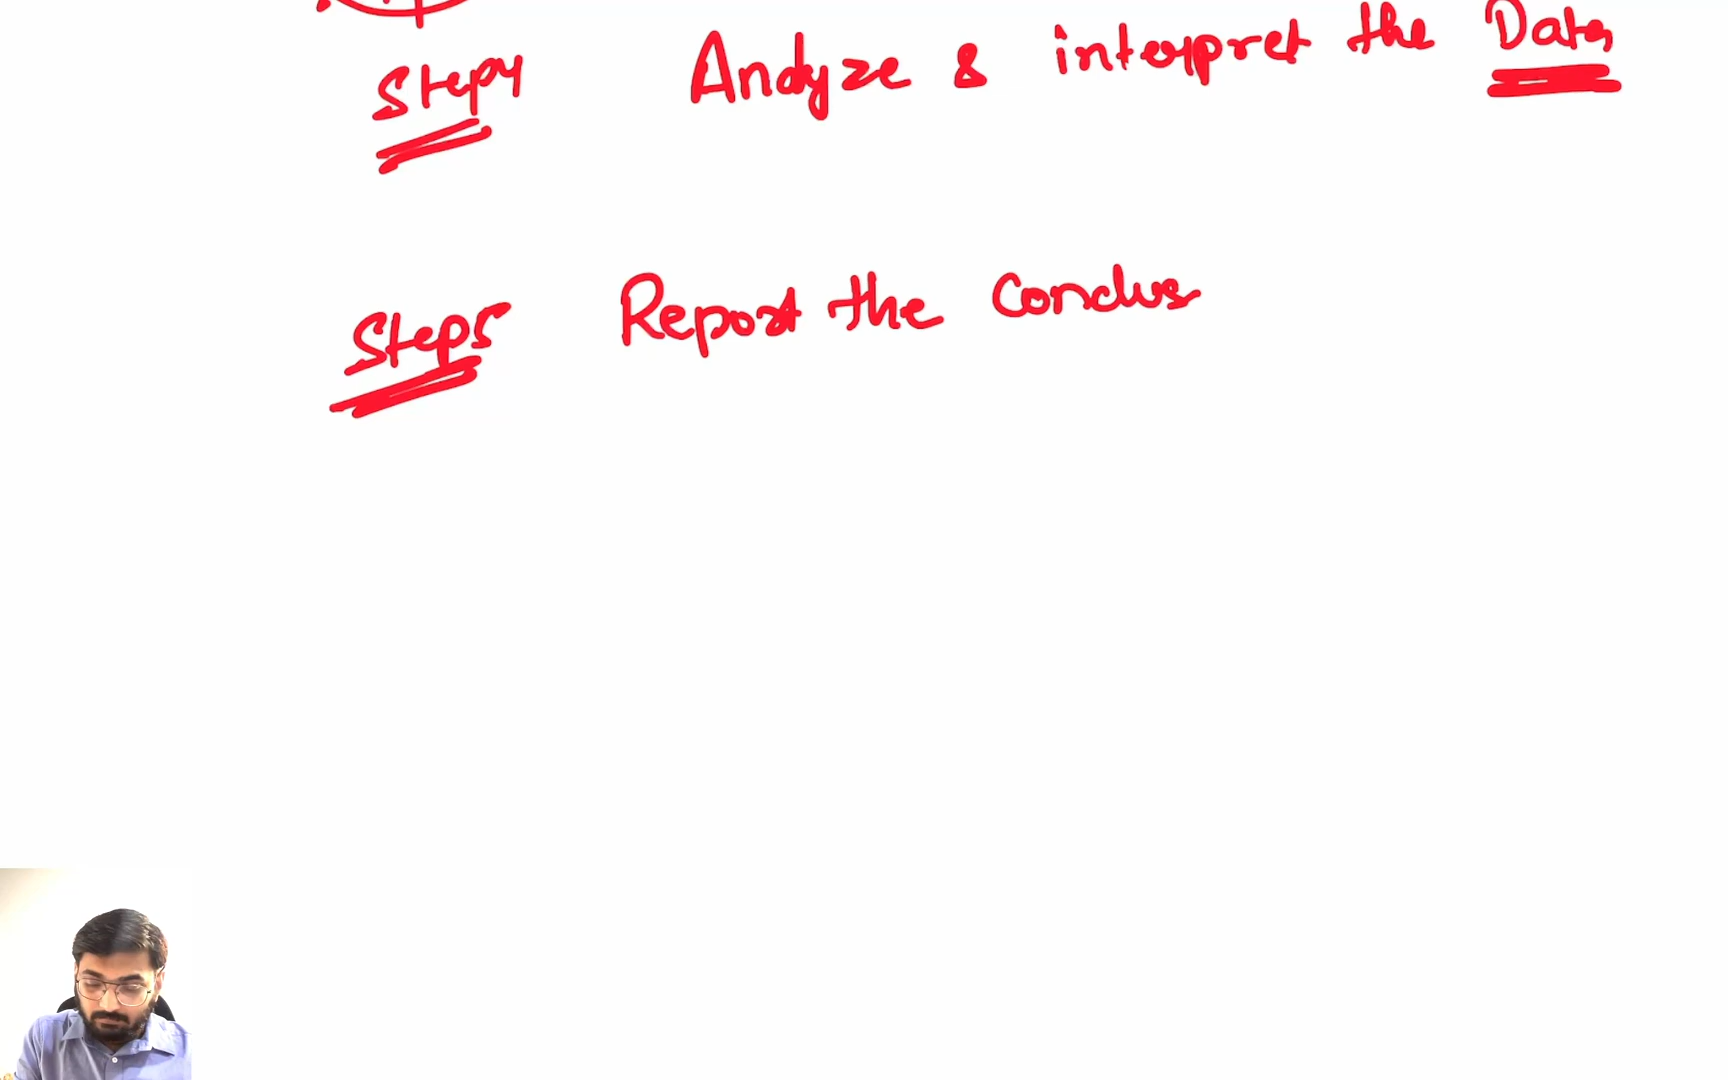 Step4 Analyze & interpret the Data
Step5 Report the Conclus